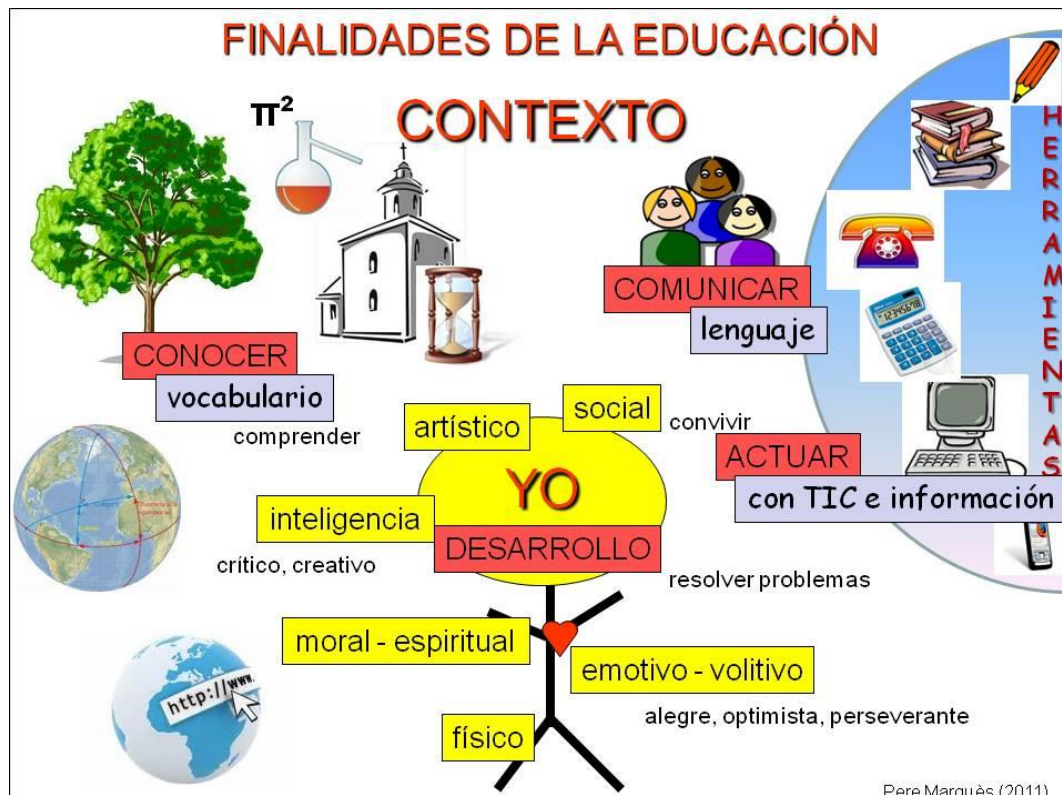 FINALIDADES DE LA EDUCACIÓN
CONTEXTO
π²
HERRAMIENTAS
COMUNICAR
lenguaje
CONOCER
vocabulario
comprender
artístico
social
convivir
ACTUAR
con TIC e información
YO
inteligencia
DESARROLLO
crítico, creativo
resolver problemas
moral - espiritual
emotivo - volitivo
alegre, optimista, perseverante
http://www.
físico
Pere Marquès (2011)